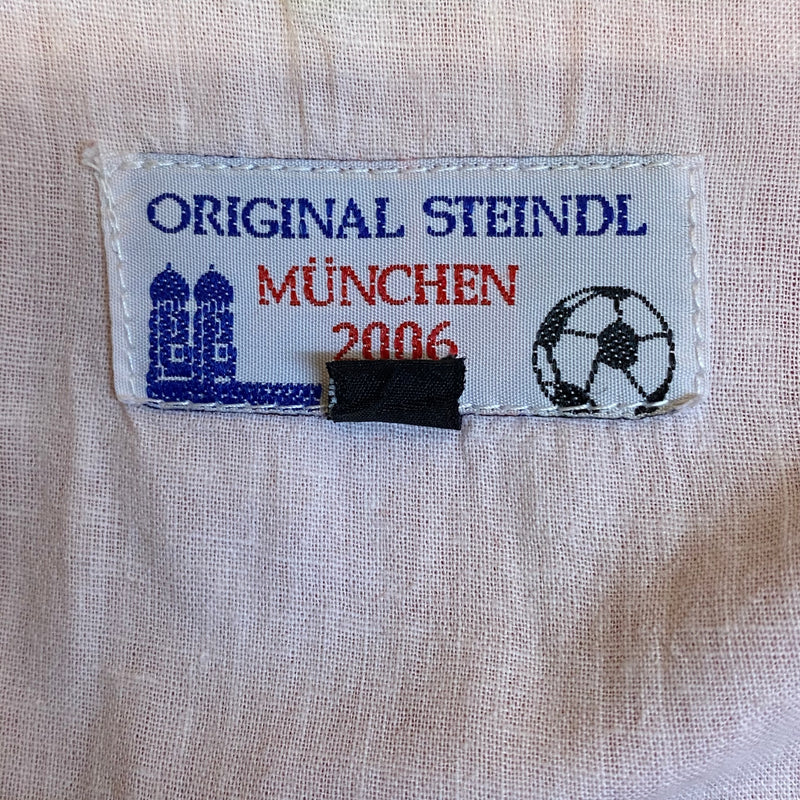 ORIGINAL STEINDL
MÜNCHEN
2006